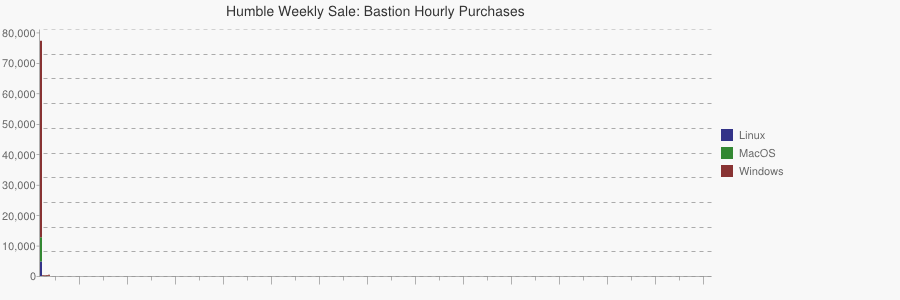 Humble Weekly Sale: Bastion Hourly Purchases
80,000
70,000
60,000
50,000
40,000
30,000
20,000
10,000
0
Linux
MacOS
Windows